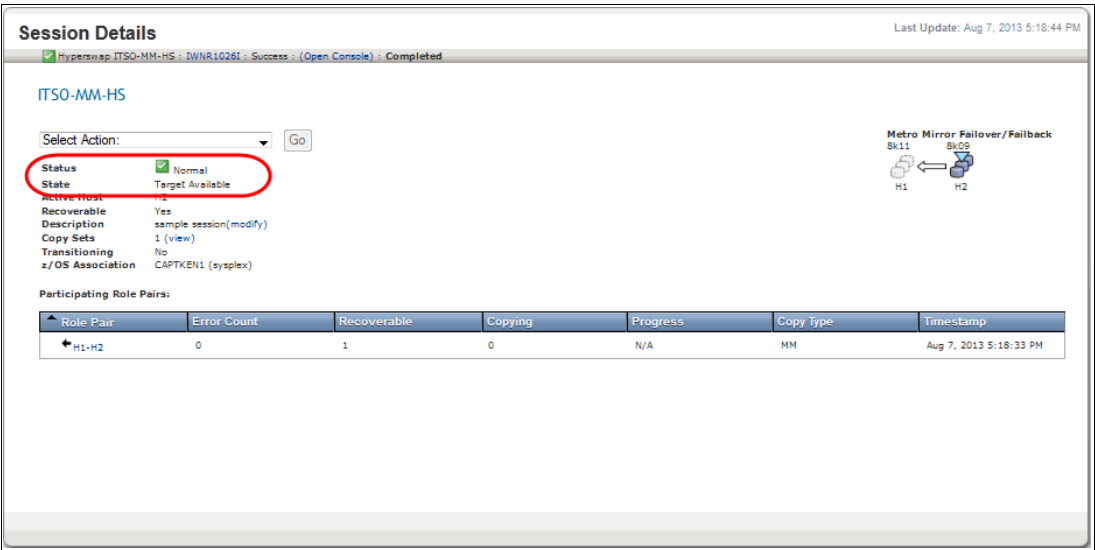 Session Details
Last Update: Aug 7, 2013 5:18:44 PM
Hyperswap ITSO-MM-HS : IWNR1026I : Success : (Open Console) : Completed
ITSO-MM-HS
Select Action: Go
Metro Mirror Failover/Failback
8k11 8k09
H1 H2
Status Normal
State Target Available
Active Host H2
Recoverable Yes
Description sample session(modify)
Copy Sets 1 (view)
Transitioning No
z/OS Association CAPTKEN1 (sysplex)
Participating Role Pairs:
Role Pair Error Count Recoverable Copying Progress Copy Type Timestamp
H1-H2 0 1 0 N/A MM Aug 7, 2013 5:18:33 PM